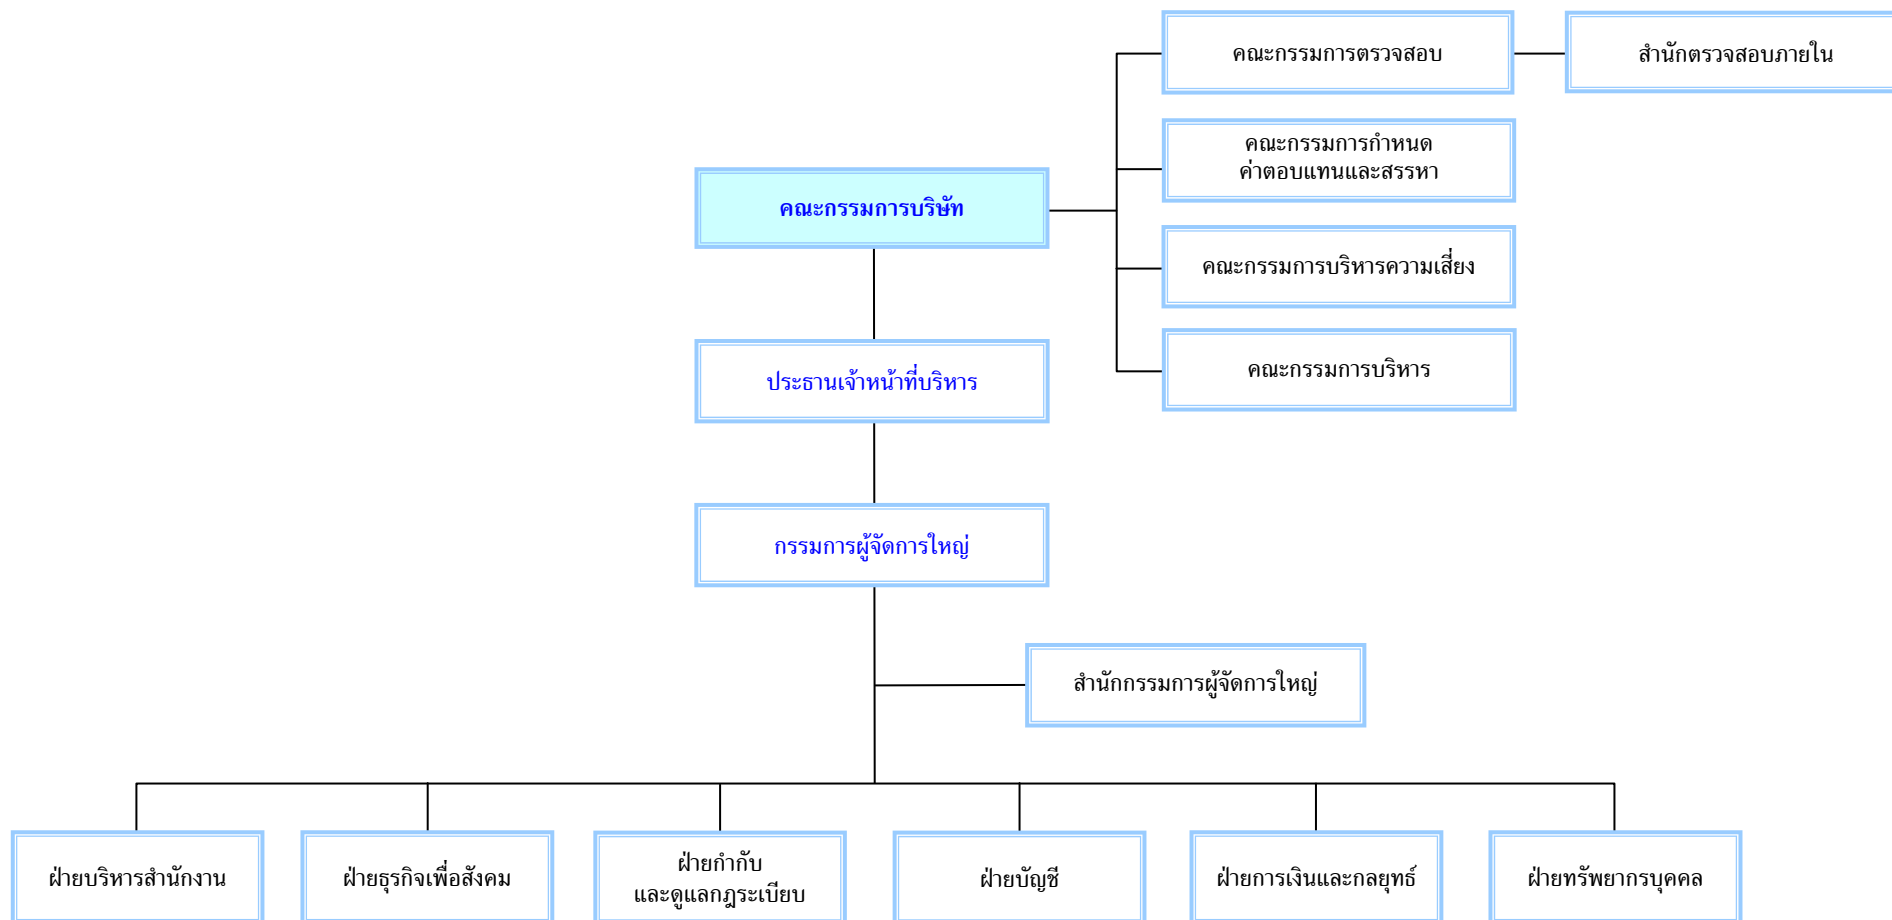 คณะกรรมการตรวจสอบ
สำนักตรวจสอบภายใน
คณะกรรมการกำหนด
ค่าตอบแทนและสรรหา
คณะกรรมการบริษัท
คณะกรรมการบริหารความเสี่ยง
คณะกรรมการบริหาร
ประธานเจ้าหน้าที่บริหาร
กรรมการผู้จัดการใหญ่
สำนักกรรมการผู้จัดการใหญ่
ฝ่ายบริหารสำนักงาน
ฝ่ายธุรกิจเพื่อสังคม
ฝ่ายกำกับ
และดูแลกฎระเบียบ
ฝ่ายบัญชี
ฝ่ายการเงินและกลยุทธ์
ฝ่ายทรัพยากรบุคคล